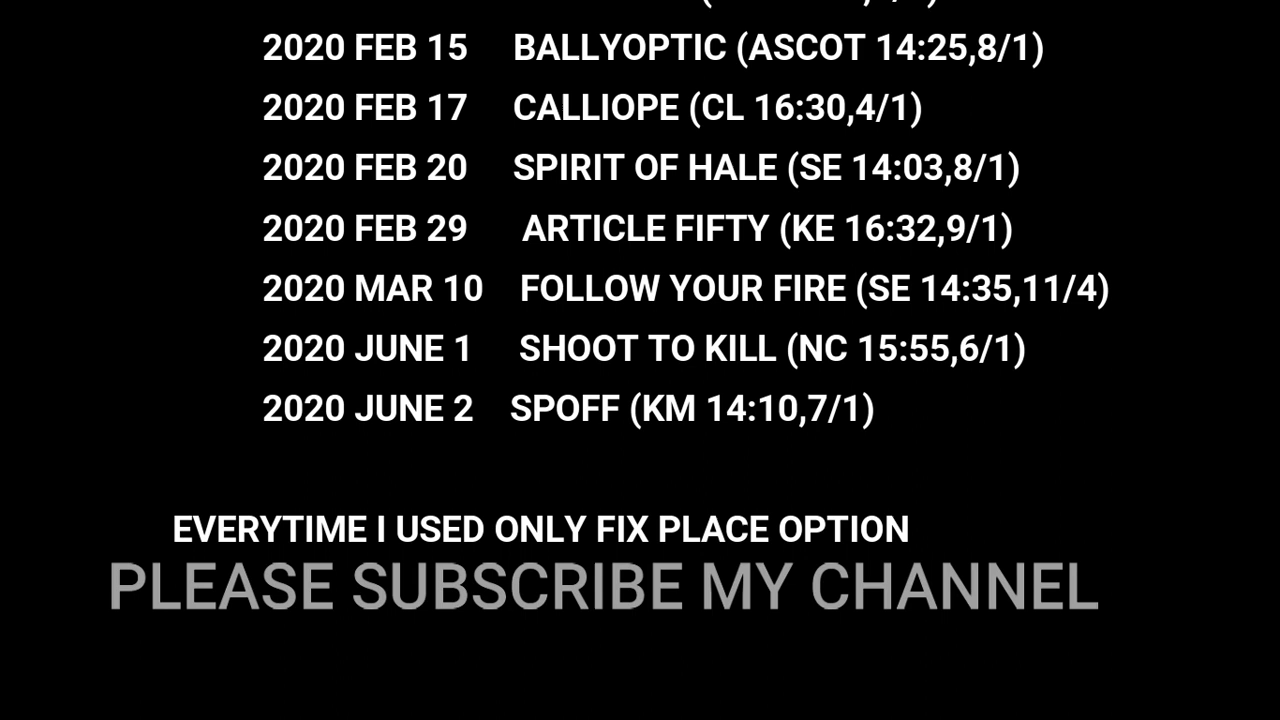 2020 FEB 15 BALLYOPTIC (ASCOT 14:25,8/1)
2020 FEB 17 CALLIOPE (CL 16:30,4/1)
2020 FEB 20 SPIRIT OF HALE (SE 14:03,8/1)
2020 FEB 29 ARTICLE FIFTY (KE 16:32,9/1)
2020 MAR 10 FOLLOW YOUR FIRE (SE 14:35,11/4)
2020 JUNE 1 SHOOT TO KILL (NC 15:55,6/1)
2020 JUNE 2 SPOFF (KM 14:10,7/1)
EVERYTIME I USED ONLY FIX PLACE OPTION
PLEASE SUBSCRIBE MY CHANNEL